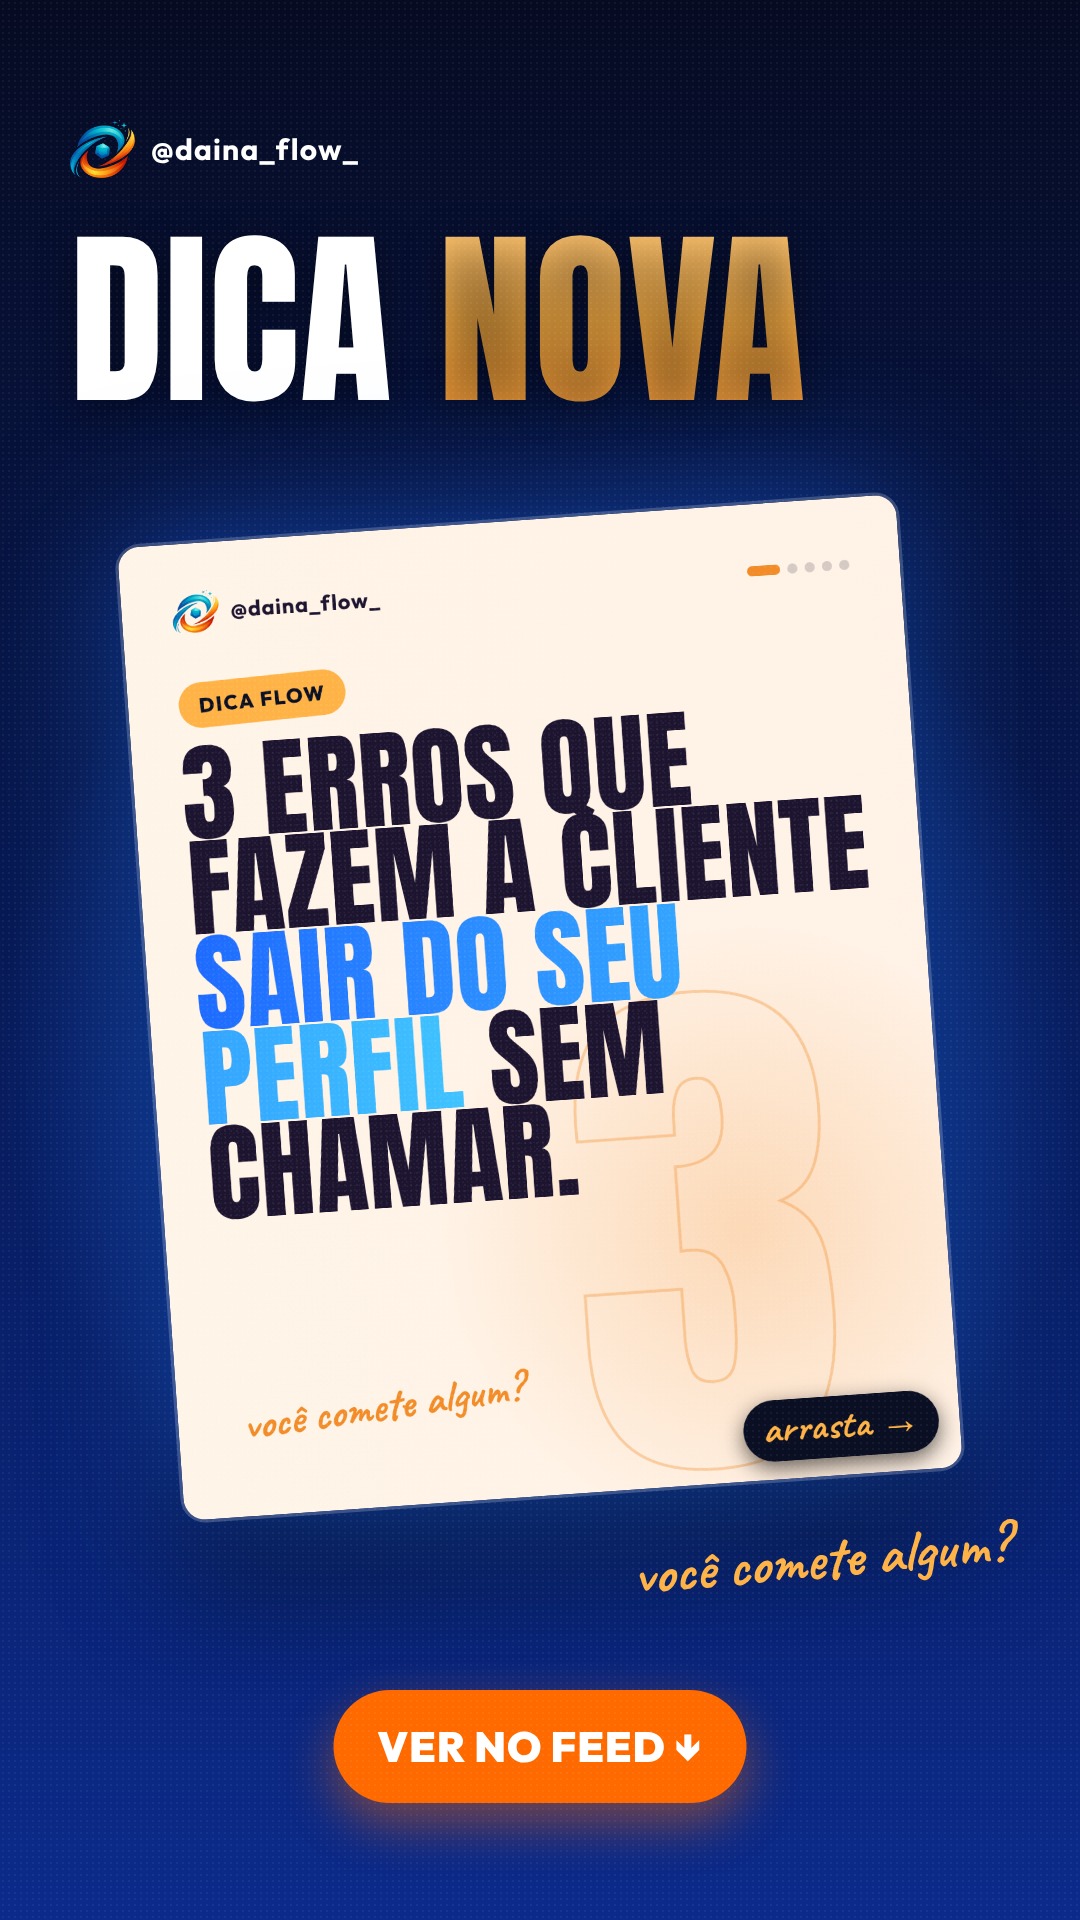 @daina_flow_
DICA NOVA
@daina_flow_
DICA FLOW
3 ERROS QUE
FAZEM A CLIENTE
SAIR DO SEU
PERFIL SEM
CHAMAR.
3
você comete algum?
arrasta →
você comete algum?
VER NO FEED ↓